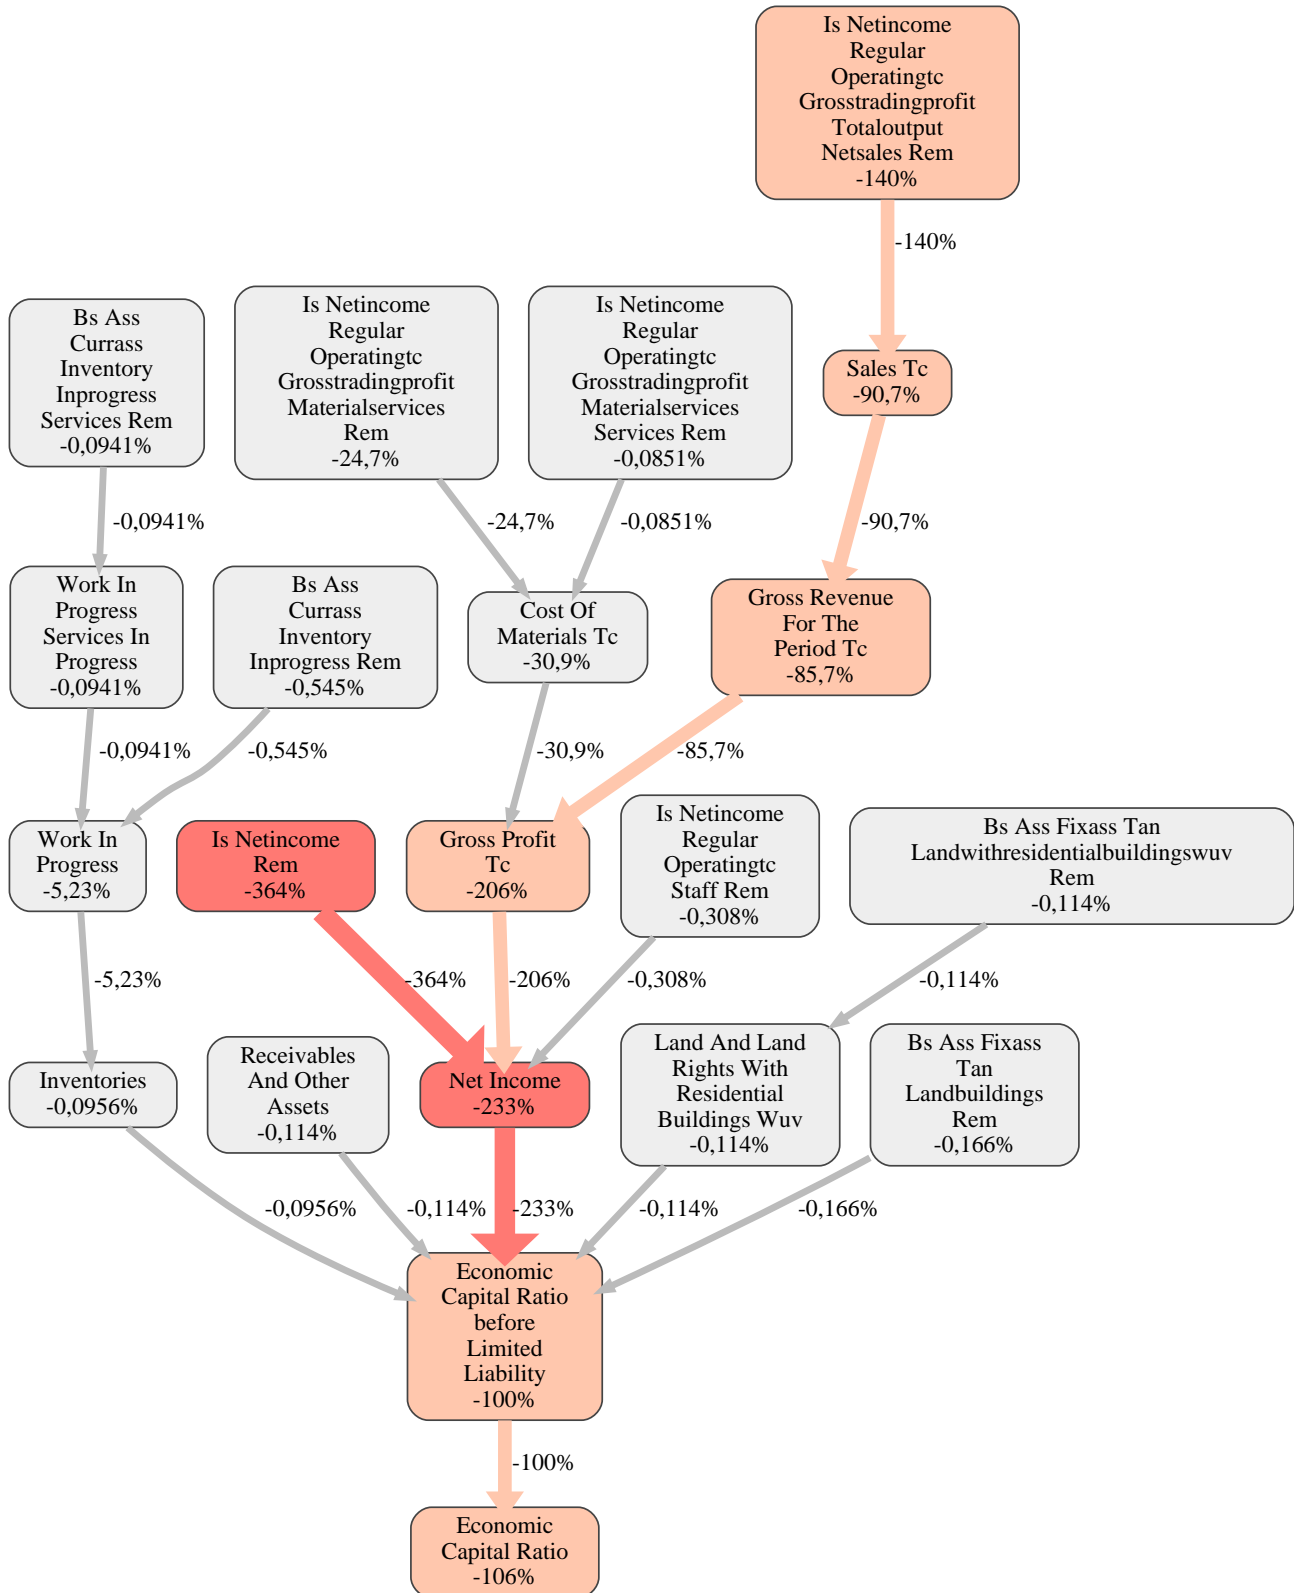 Is Netincome
Regular
Operatingtc
Grosstradingprofit
Totaloutput
Netsales Rem
-140%
-140%
Bs Ass
Currass
Inventory
Inprogress
Services Rem
-0,0941%
Is Netincome
Regular
Operatingtc
Grosstradingprofit
Materialservices
Rem
-24,7%
Is Netincome
Regular
Operatingtc
Grosstradingprofit
Materialservices
Services Rem
-0,0851%
Sales Tc
-90,7%
-0,0941%
-24,7%
-0,0851%
-90,7%
Work In
Progress
Services In
Progress
-0,0941%
Bs Ass
Currass
Inventory
Inprogress Rem
-0,545%
Cost Of
Materials Tc
-30,9%
Gross Revenue
For The
Period Tc
-85,7%
-0,0941%
-0,545%
-30,9%
-85,7%
Work In
Progress
-5,23%
Is Netincome
Rem
-364%
Gross Profit
Tc
-206%
Is Netincome
Regular
Operatingtc
Staff Rem
-0,308%
Bs Ass Fixass Tan
Landwithresidentialbuildingswuv
Rem
-0,114%
-5,23%
-364%
-206%
-0,308%
-0,114%
Inventories
-0,0956%
Receivables
And Other
Assets
-0,114%
Net Income
-233%
Land And Land
Rights With
Residential
Buildings Wuv
-0,114%
Bs Ass Fixass
Tan
Landbuildings
Rem
-0,166%
-0,0956%
-0,114%
-233%
-0,114%
-0,166%
Economic
Capital Ratio
before
Limited
Liability
-100%
-100%
Economic
Capital Ratio
-106%